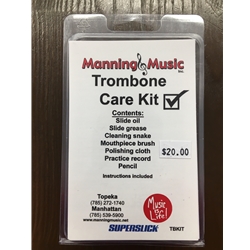 Manning Music
Inc.
Trombone
Care Kit
Contents:
Slide oil
Slide grease
Cleaning snake
Mouthpiece brush
Polishing cloth
Practice record
Pencil
Instructions included
$20.00
Topeka
(785) 272-1740
Manhattan
(785) 539-5900
www.manningmusic.net
Music
is
Life!
SUPERSLICK
TBKIT